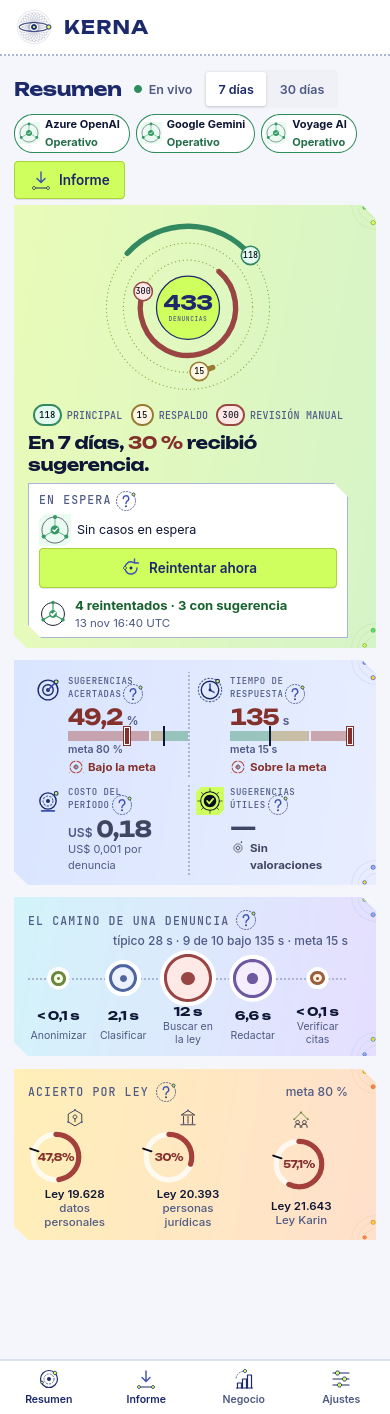 KERNA
Resumen
En vivo
7 días
30 días
Azure OpenAI
Operativo
Google Gemini
Operativo
Voyage AI
Operativo
Informe
118
300
433
DENUNCIAS
15
118 PRINCIPAL 15 RESPALDO 300 REVISIÓN MANUAL
En 7 días, 30 % recibió
sugerencia.
EN ESPERA ?
Sin casos en espera
Reintentar ahora
4 reintentados · 3 con sugerencia
13 nov 16:40 UTC
SUGERENCIAS
ACERTADAS ?
49,2 %
meta 80 %
Bajo la meta
TIEMPO DE
RESPUESTA ?
135 s
meta 15 s
Sobre la meta
COSTO DEL
PERÍODO ?
US$ 0,18
US$ 0,001 por
denuncia
SUGERENCIAS
ÚTILES ?
—
Sin
valoraciones
EL CAMINO DE UNA DENUNCIA ?
típico 28 s · 9 de 10 bajo 135 s · meta 15 s
< 0,1 s
Anonimizar
2,1 s
Clasificar
12 s
Buscar en
la ley
6,6 s
Redactar
< 0,1 s
Verificar
citas
ACIERTO POR LEY ?
meta 80 %
47,8%
Ley 19.628
datos
personales
30%
Ley 20.393
personas
jurídicas
57,1%
Ley 21.643
Ley Karin
Resumen
Informe
Negocio
Ajustes